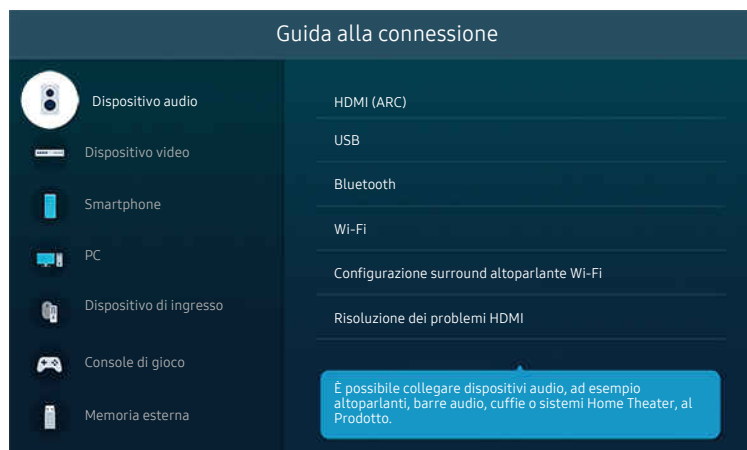 Guida alla connessione
Dispositivo audio
Dispositivo video
Smartphone
PC
Dispositivo di ingresso
Console di gioco
Memoria esterna
HDMI (ARC)
USB
Bluetooth
Wi-Fi
Configurazione surround altoparlante Wi-Fi
Risoluzione dei problemi HDMI
È possibile collegare dispositivi audio, ad esempio
altoparlanti, barre audio, cuffie o sistemi Home Theater, al
Prodotto.